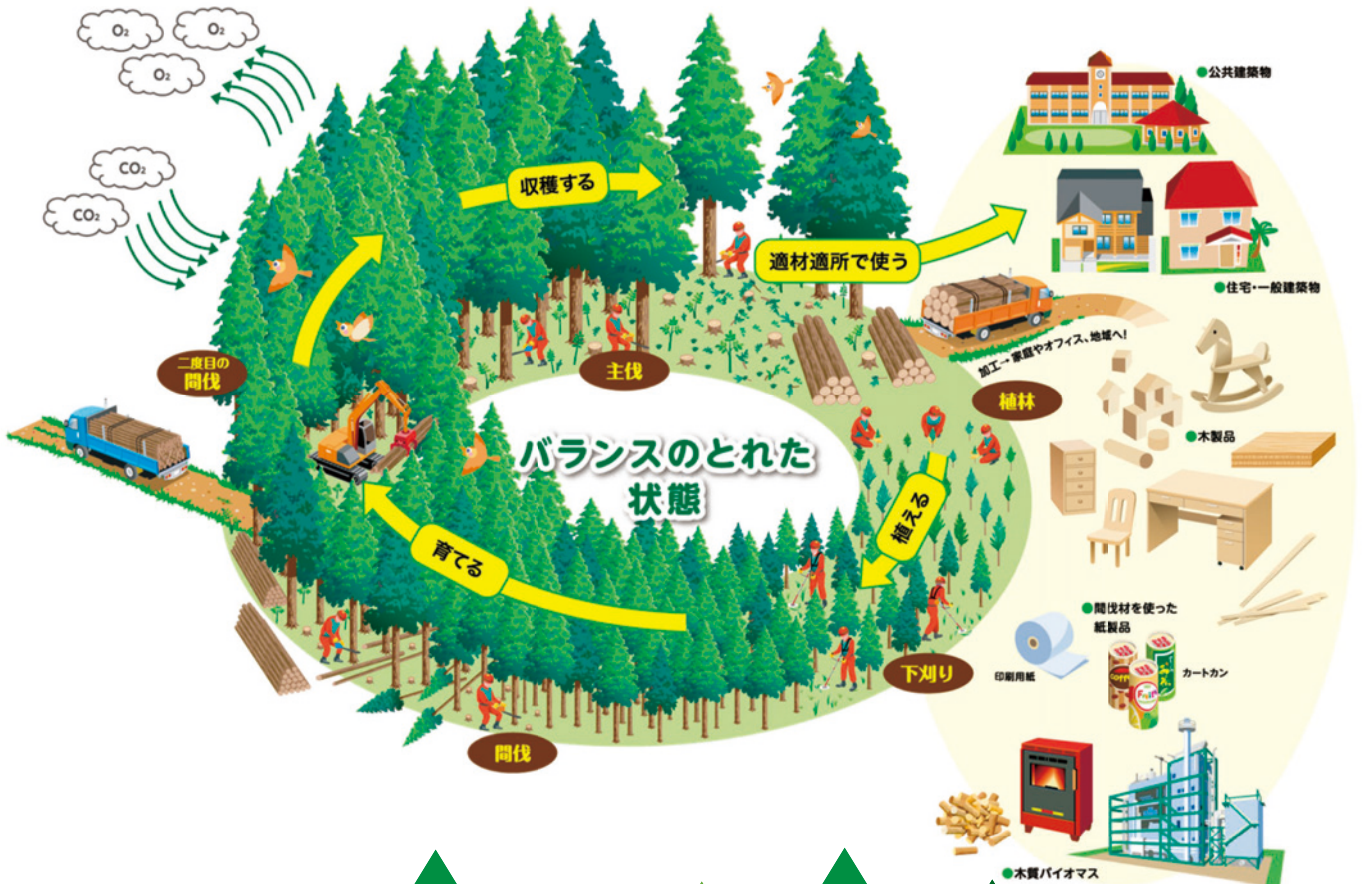 O₂
O₂
O₂
CO₂
CO₂
収穫する
適材適所で使う
●公共建築物
●住宅・一般建築物
加工→家庭やオフィス、地域へ!
二度目の
間伐
主伐
植林
●木製品
バランスのとれた
状態
植える
育てる
●間伐材を使った
紙製品
印刷用紙
カートカン
下刈り
間伐
●木質バイオマス